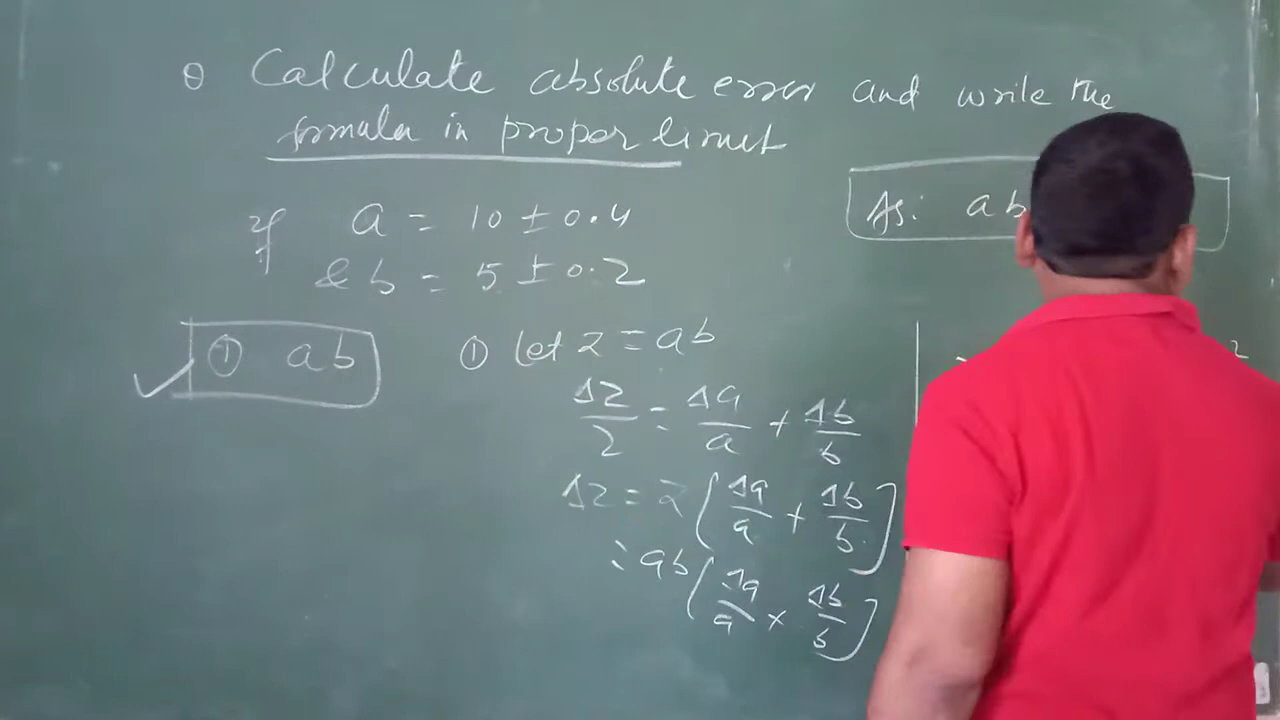 Calculate absolute error and write the
formula in proper limit
If a = 10 ± 0.4
& b = 5 ± 0.2
① ab
① Let Z = ab
ΔZ/Z = Δa/a + Δb/b
ΔZ = Z (Δa/a + Δb/b)
= ab (Δa/a × Δb/b)
As: ab
2